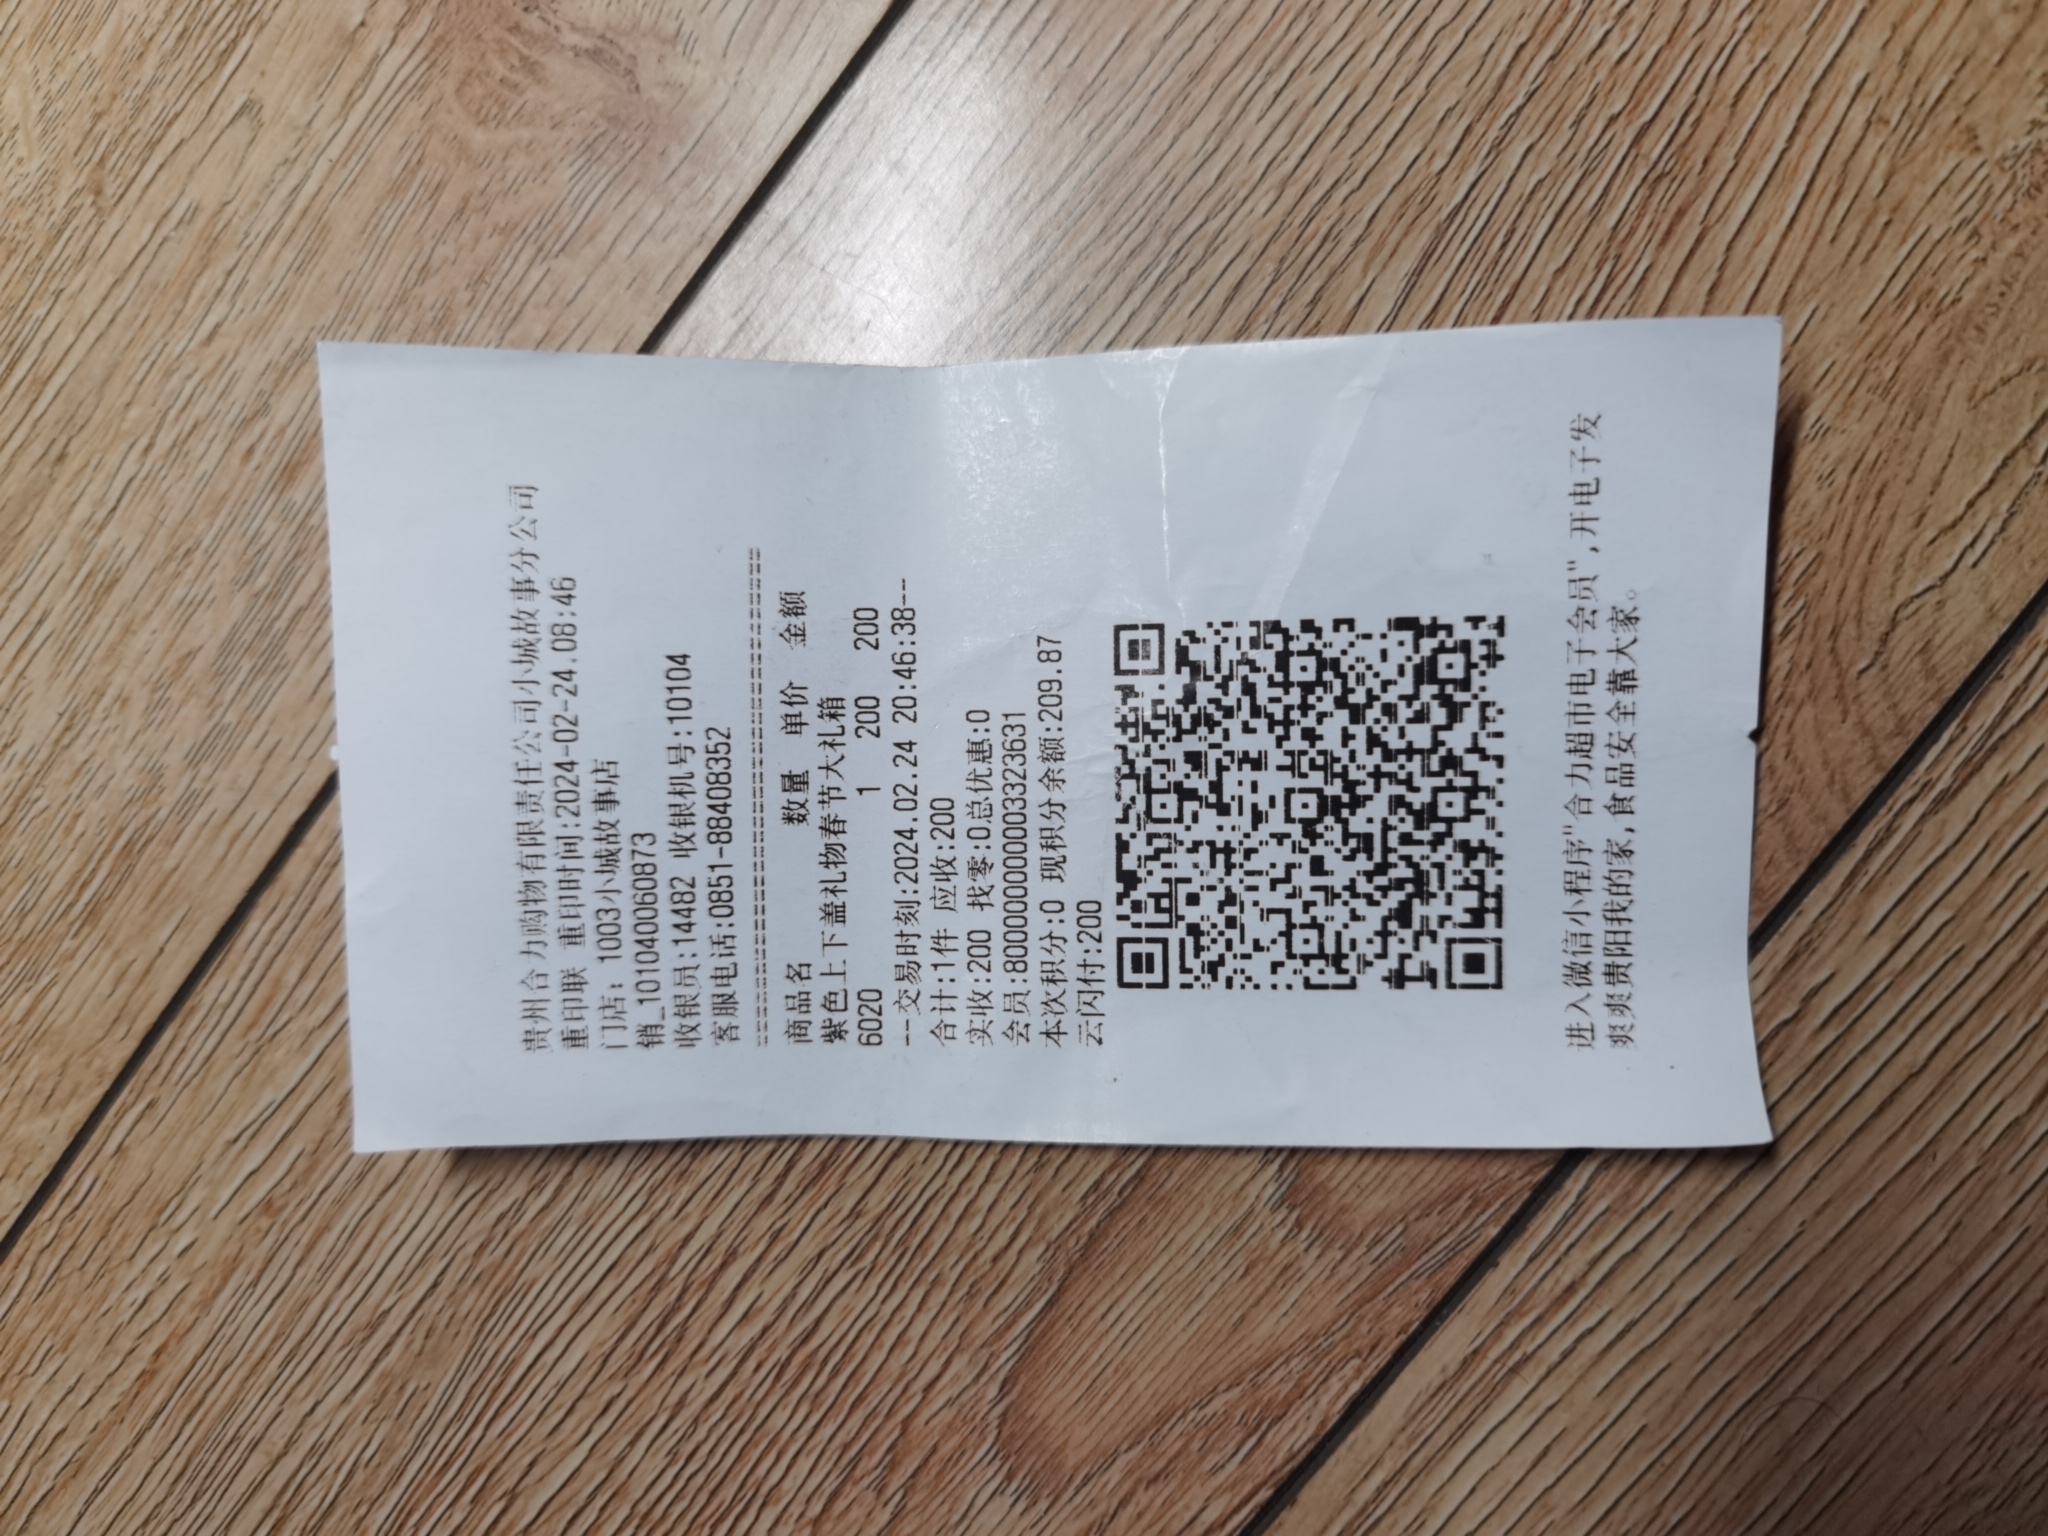 贵州合力购物有限责任公司小城故事分公司
重印联 重印时间:2024-02-24.08:46
门店: 1003小城故事店
销_101040060873
收银员:14482 收银机号:10104
客服电话:0851-88408352
商品名 数量 单价 金额
紫色上下盖礼物春节大礼箱
6020 1 200 200
--交易时刻:2024.02.24 20:46:38--
合计:1件 应收:200
实收:200 找零:0总优惠:0
会员:8000000003323631
本次积分:0 现积分余额:209.87
云闪付:200
进入微信小程序"合力超市电子会员",开电子发
爽爽贵阳我的家,食品安全靠大家。